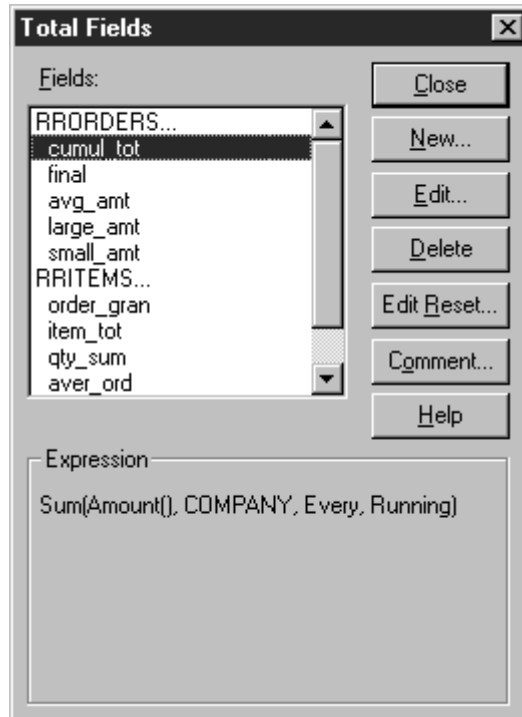 Total Fields
Fields:
RRORDERS...
cumul_tot
final
avg_amt
large_amt
small_amt
RRITEMS...
order_gran
item_tot
qty_sum
aver_ord
Close
New...
Edit...
Delete
Edit Reset...
Comment...
Help
Expression
Sum(Amount(), COMPANY, Every, Running)